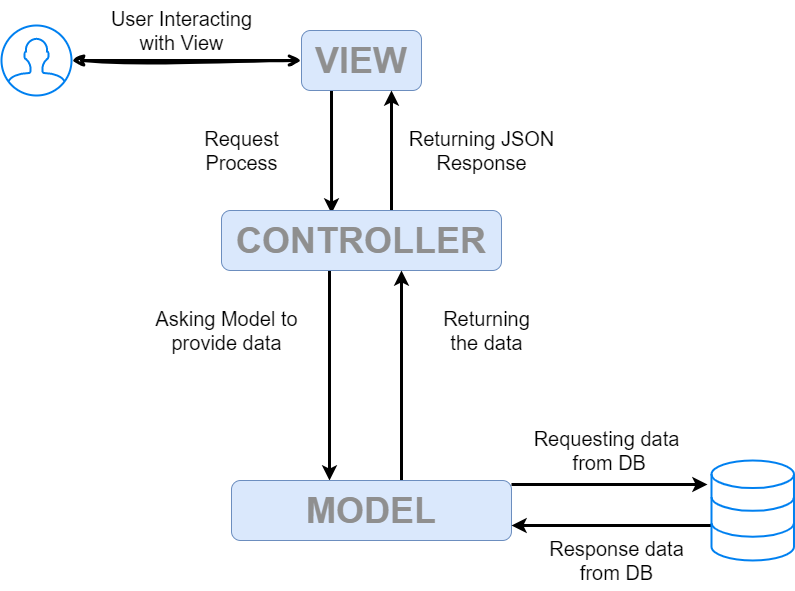 User Interacting
with View
VIEW
Request
Process
Returning JSON
Response
CONTROLLER
Asking Model to
provide data
Returning
the data
Requesting data
from DB
MODEL
Response data
from DB